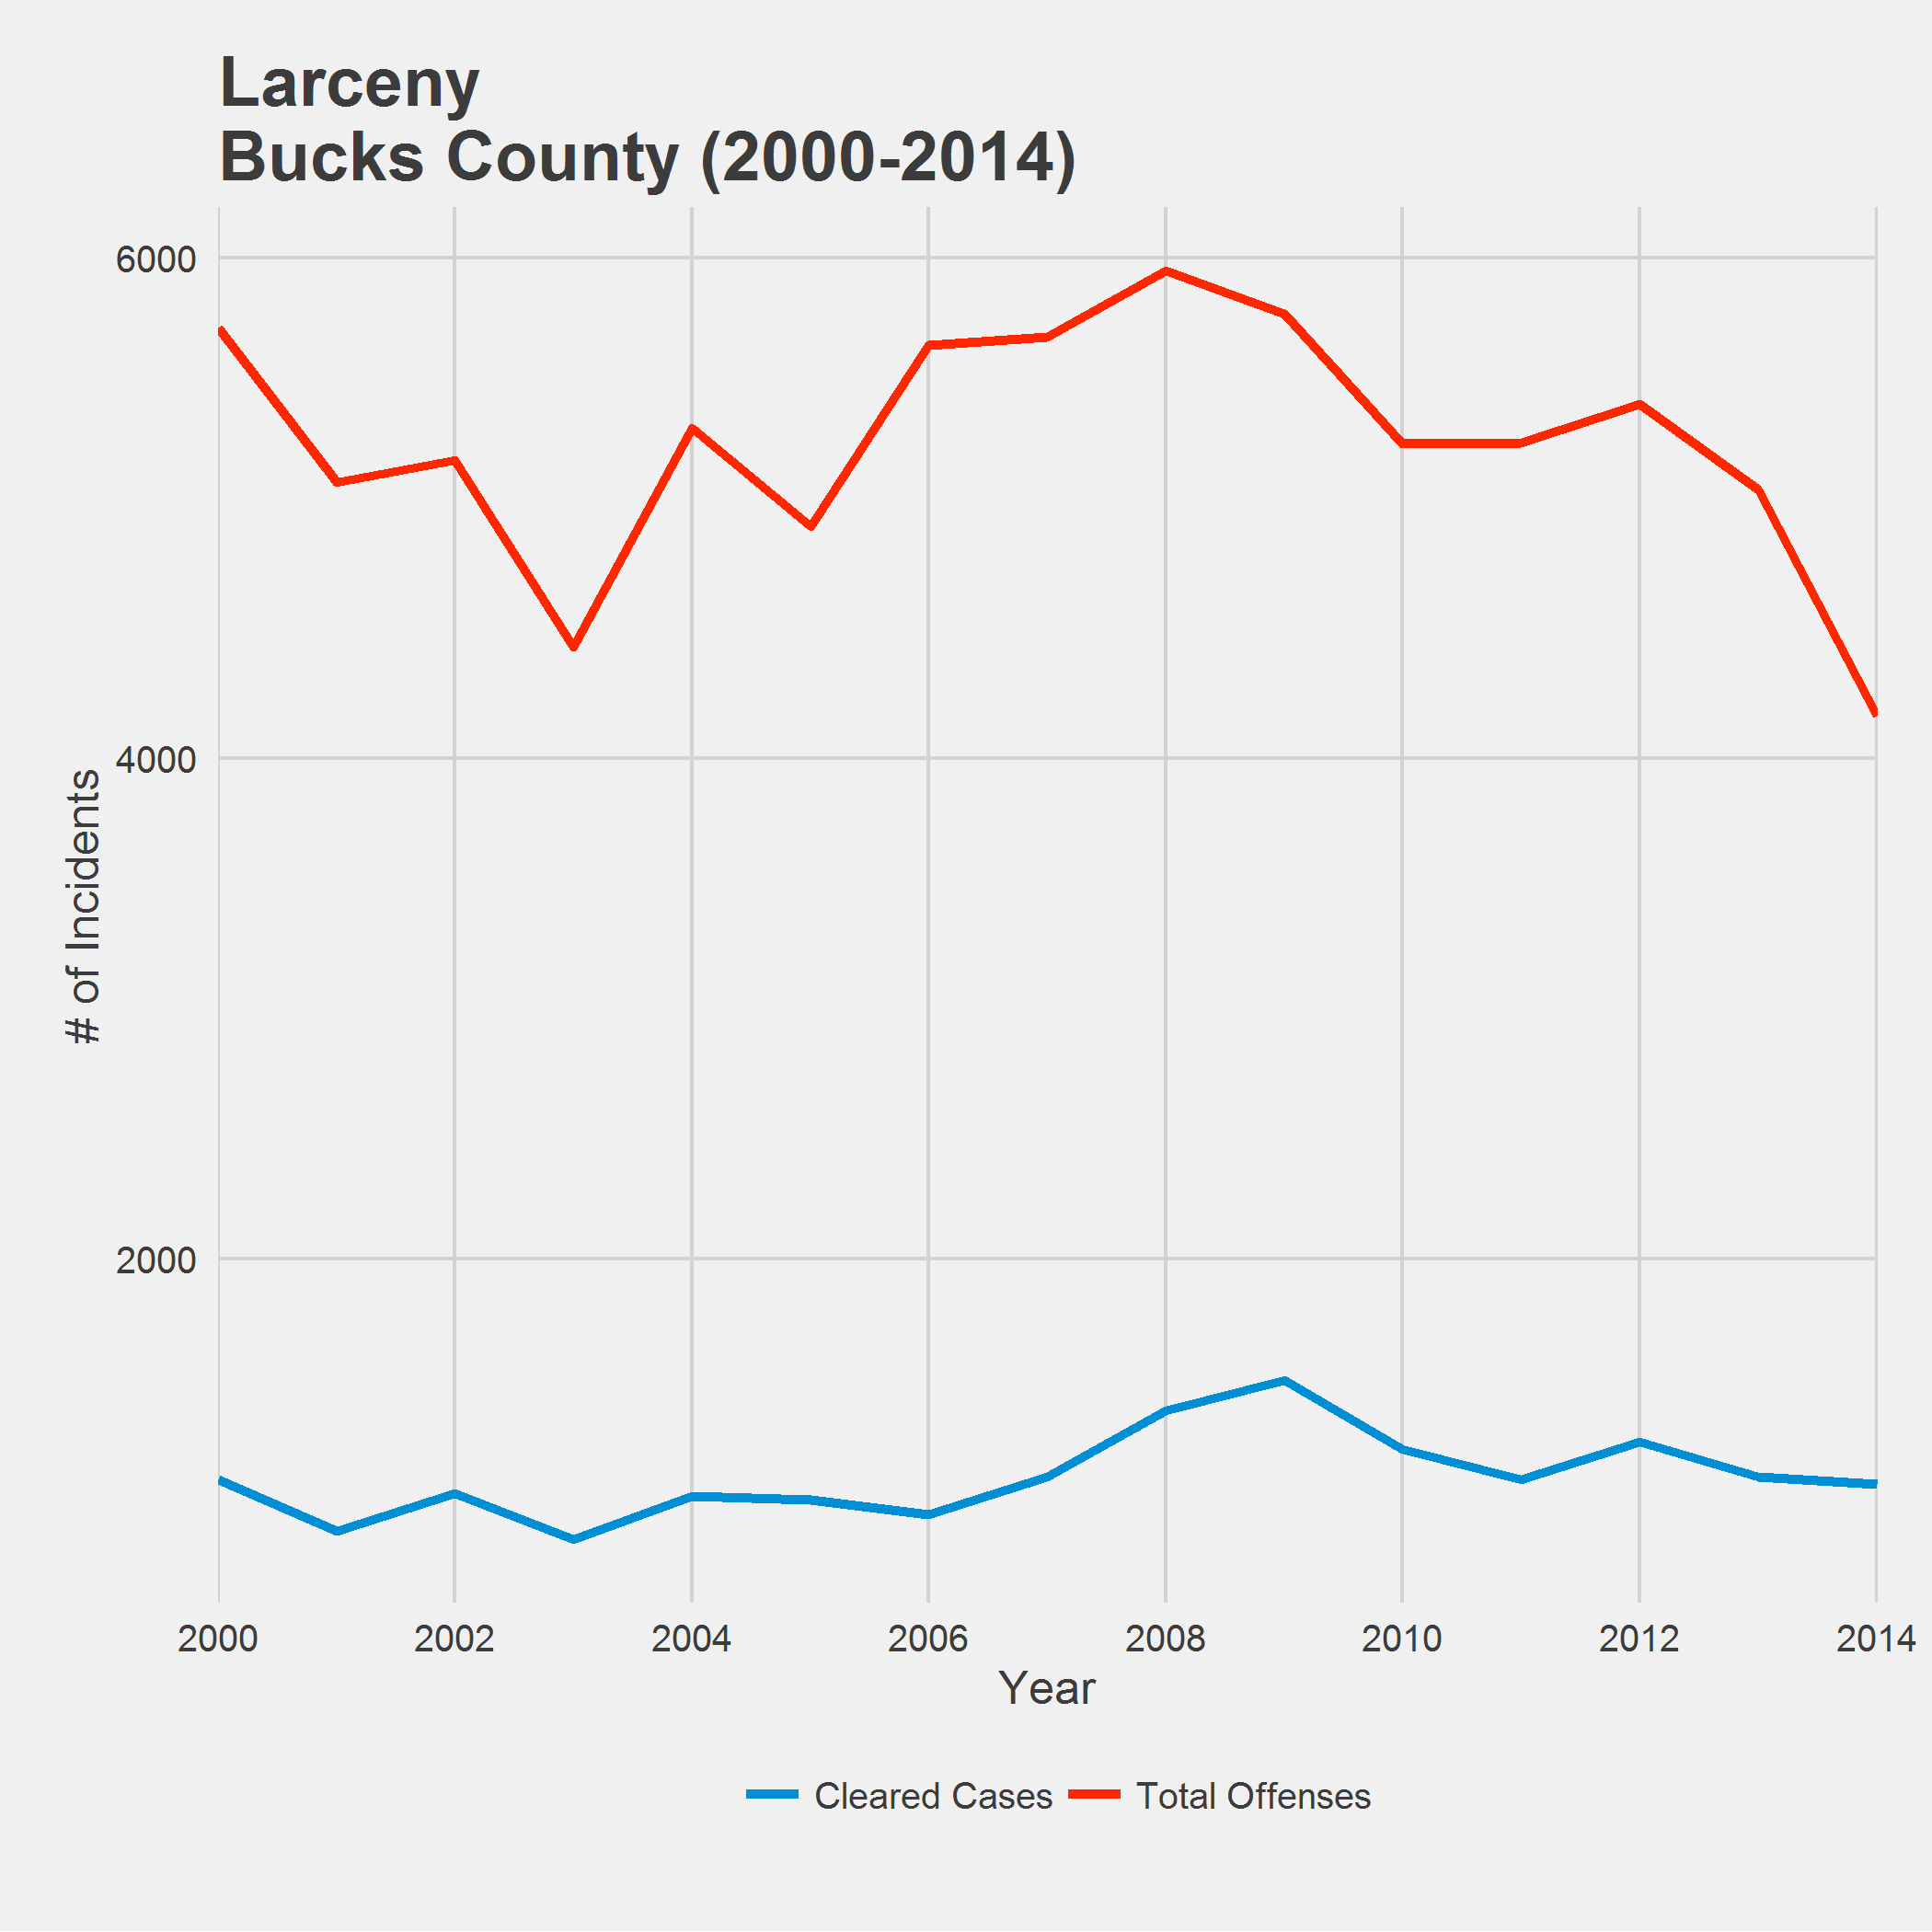 Larceny
Bucks County (2000-2014)
6000
4000
2000
# of Incidents
2000 2002 2004 2006 2008 2010 2012 2014
Year
Cleared Cases Total Offenses